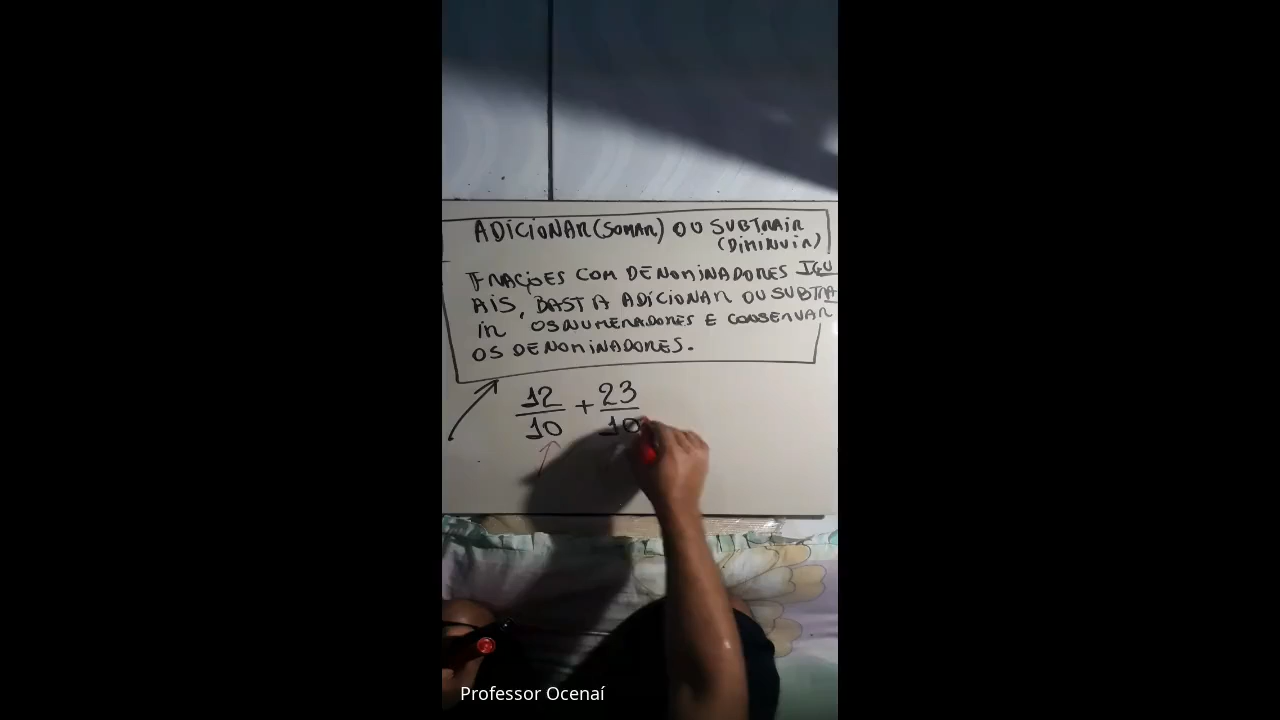 ADICIONAR (SOMAR) OU SUBTRAIR
(DIMINUIR)
FRAÇÕES COM DENOMINADORES IGU
AIS, BASTA ADICIONAR OU SUBTRA
IR OS NUMERADORES E CONSERVAR
OS DENOMINADORES.
12/10 + 23/10
Professor Ocenaí